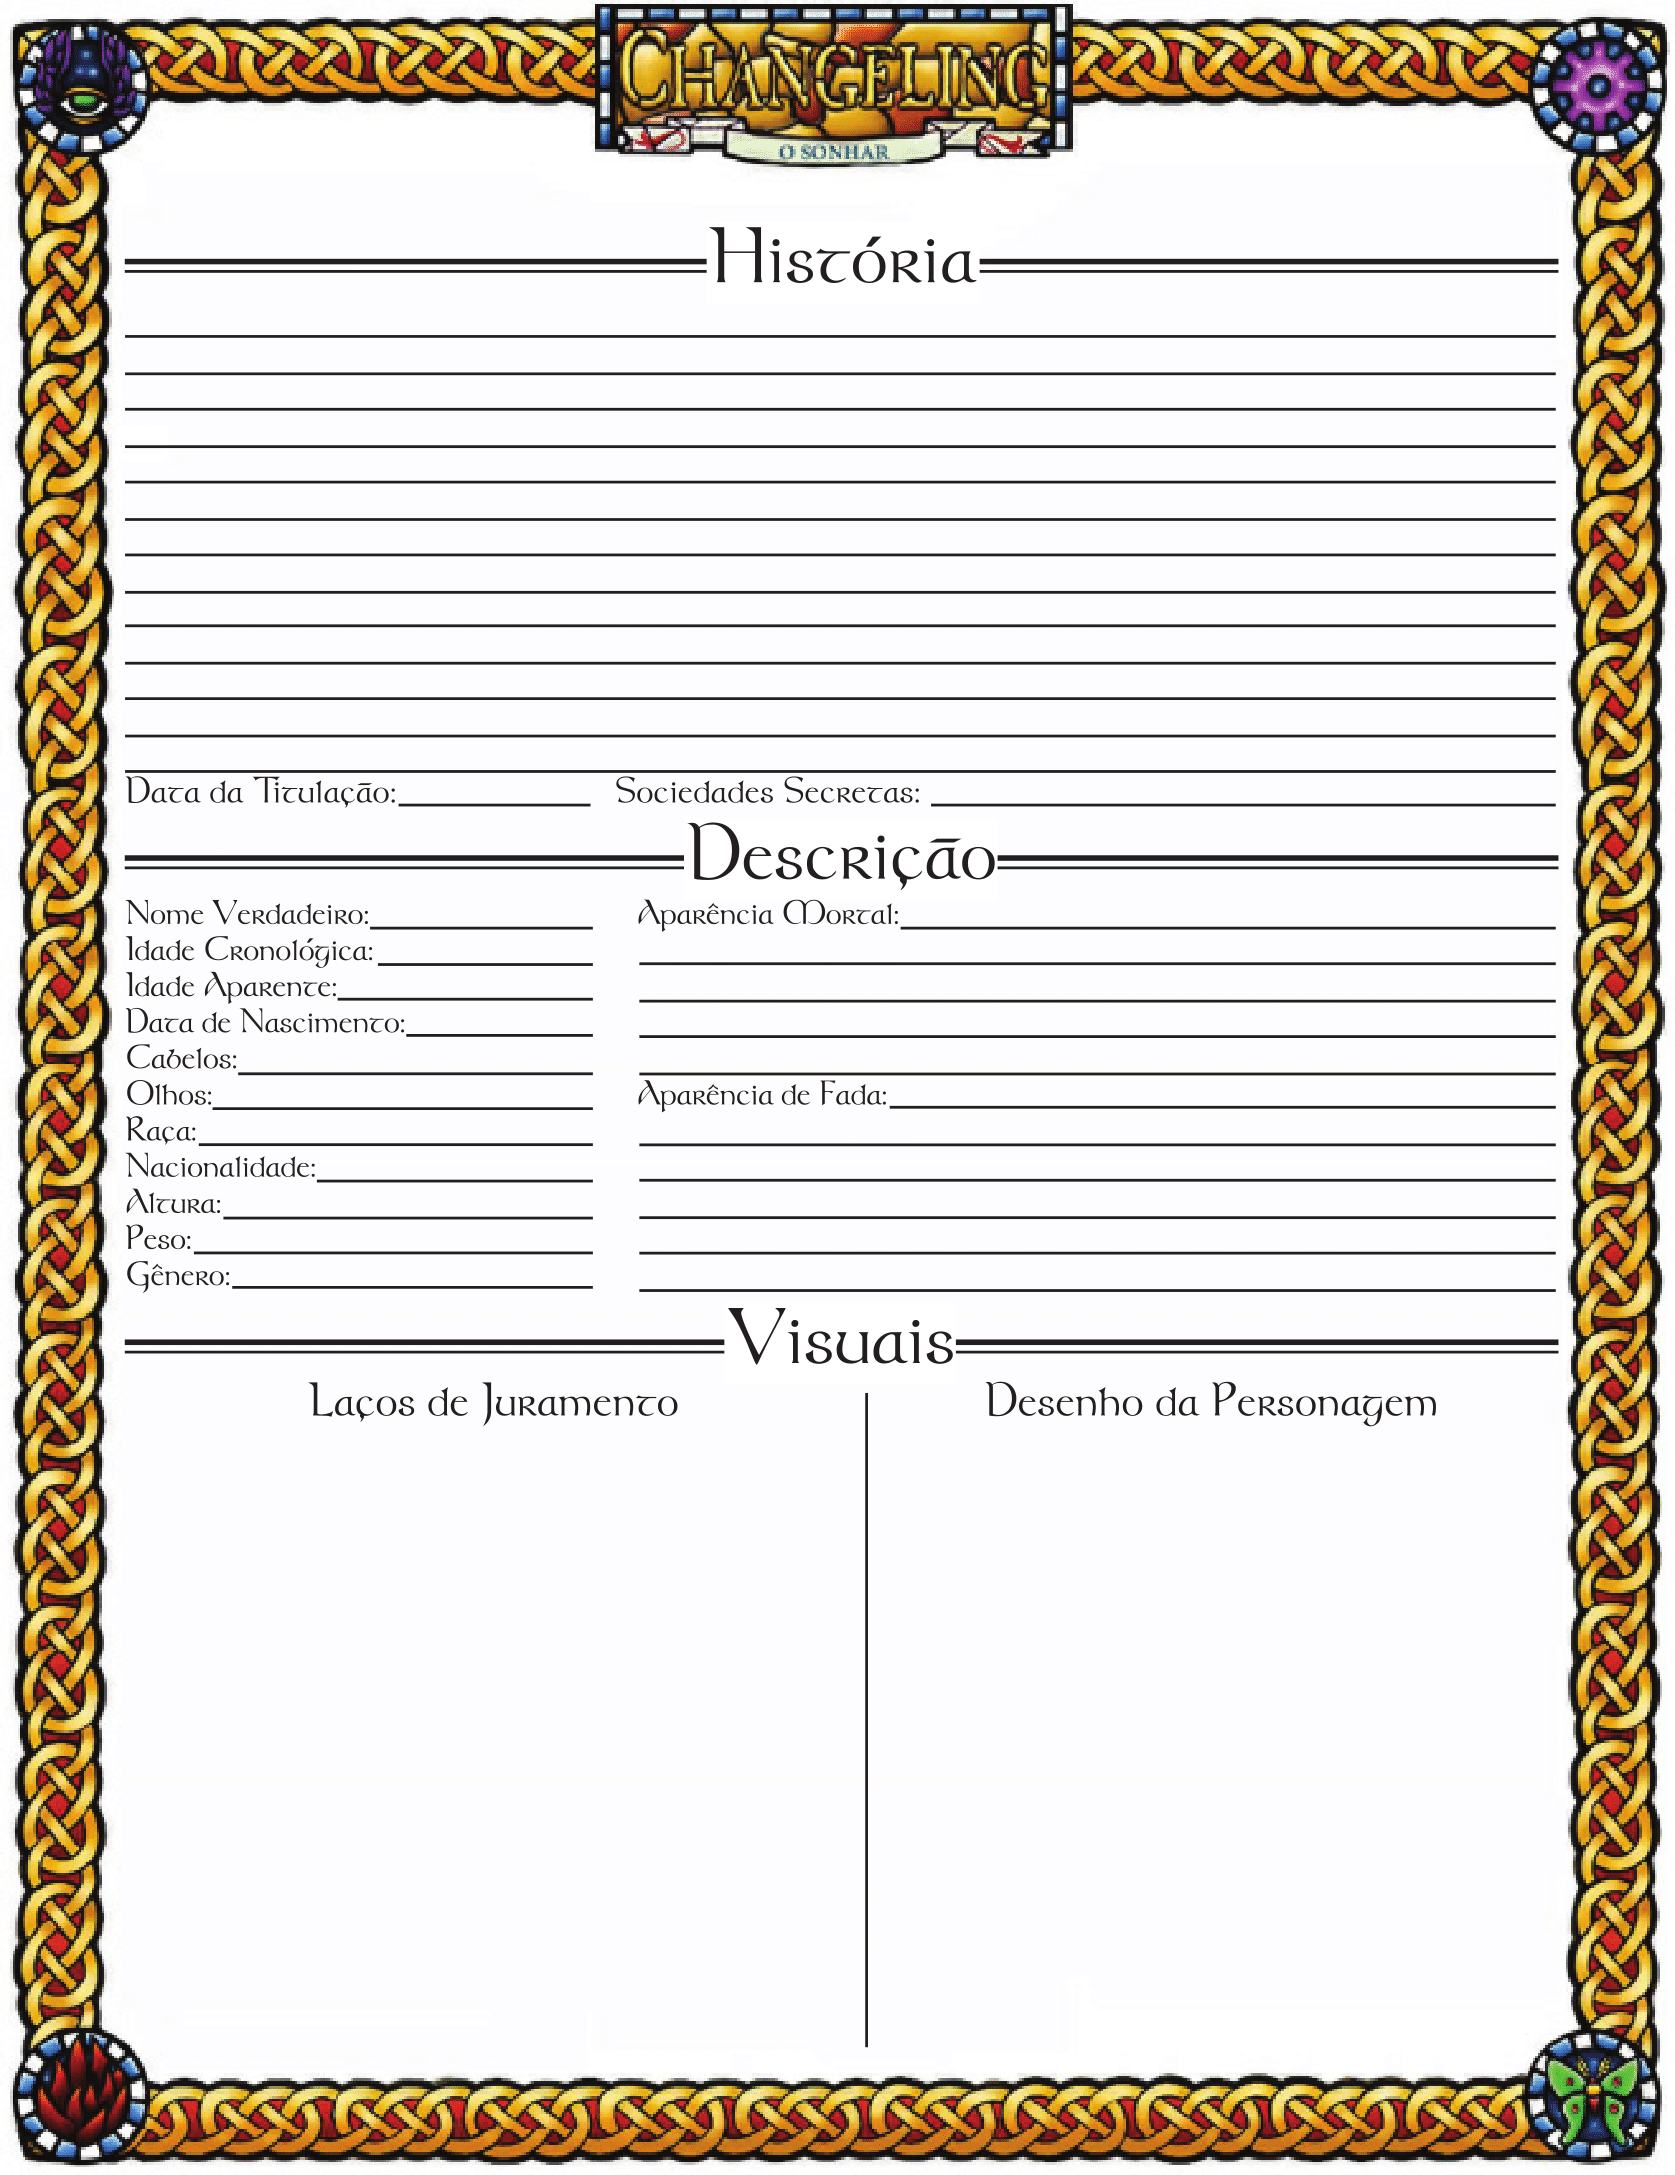 CHANGELING
O SONHAR
História
Data da Titulação: Sociedades Secretas:
Descrição
Nome Verdadeiro: Aparência Mortal:
Idade Cronológica:
Idade Aparente:
Data de Nascimento:
Cabelos:
Olhos: Aparência de Fada:
Raça:
Nacionalidade:
Altura:
Peso:
Gênero:
Visuais
Laços de Juramento Desenho da Personagem